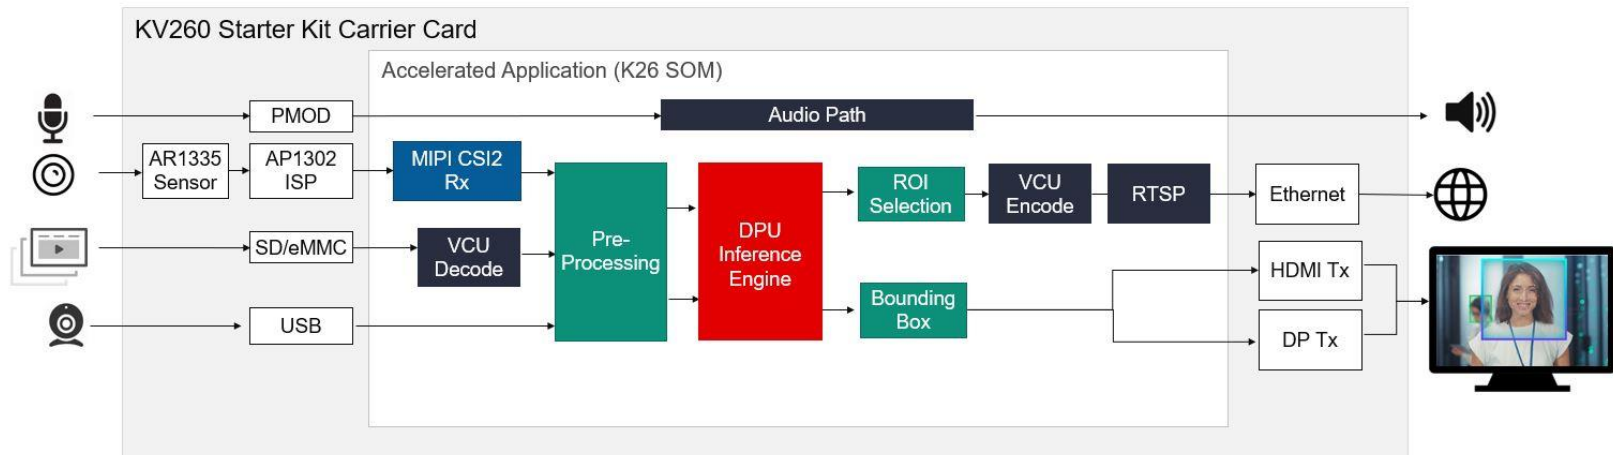 KV260 Starter Kit Carrier Card
Accelerated Application (K26 SOM)
PMOD
Audio Path
AR1335
Sensor
AP1302
ISP
MIPI CSI2
Rx
SD/eMMC
VCU
Decode
USB
Pre-
Processing
DPU
Inference
Engine
ROI
Selection
VCU
Encode
RTSP
Ethernet
Bounding
Box
HDMI Tx
DP Tx